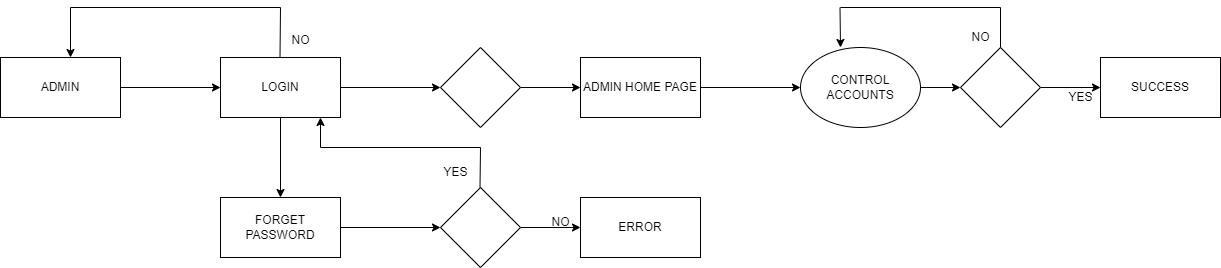 NO
NO
ADMIN
LOGIN
ADMIN HOME PAGE
CONTROL
ACCOUNTS
YES
SUCCESS
YES
FORGET
PASSWORD
NO
ERROR